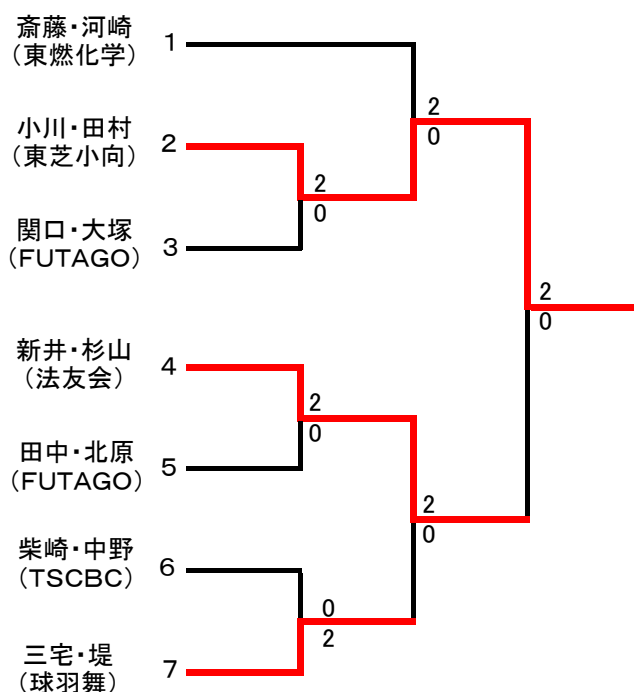 斎藤・河崎
(東燃化学)
1
小川・田村
(東芝小向)
2
関口・大塚
(FUTAGO)
3
新井・杉山
(法友会)
4
田中・北原
(FUTAGO)
5
柴崎・中野
(TSCBC)
6
三宅・堤
(球羽舞)
7
2
0
2
0
0
2
2
0
2
0
2
0